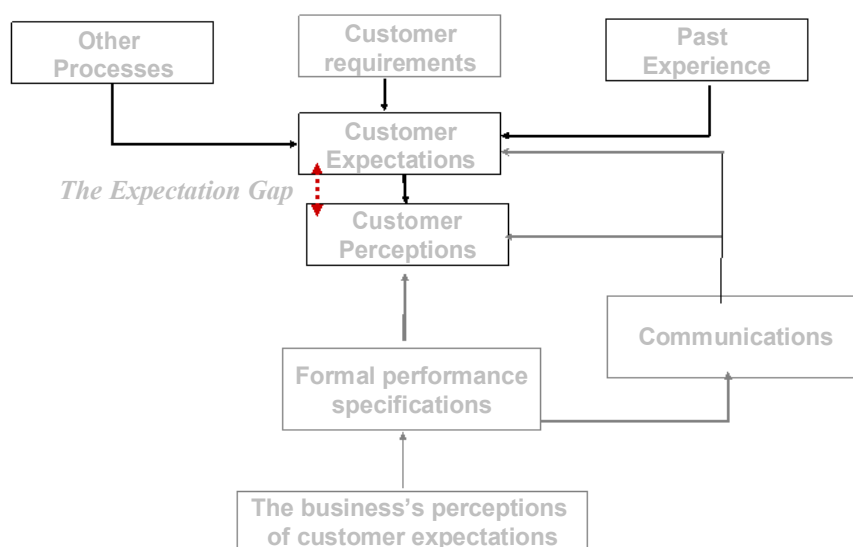 Other
Processes
Customer
requirements
Past
Experience
Customer
Expectations
The Expectation Gap
Customer
Perceptions
Communications
Formal performance
specifications
The business's perceptions
of customer expectations